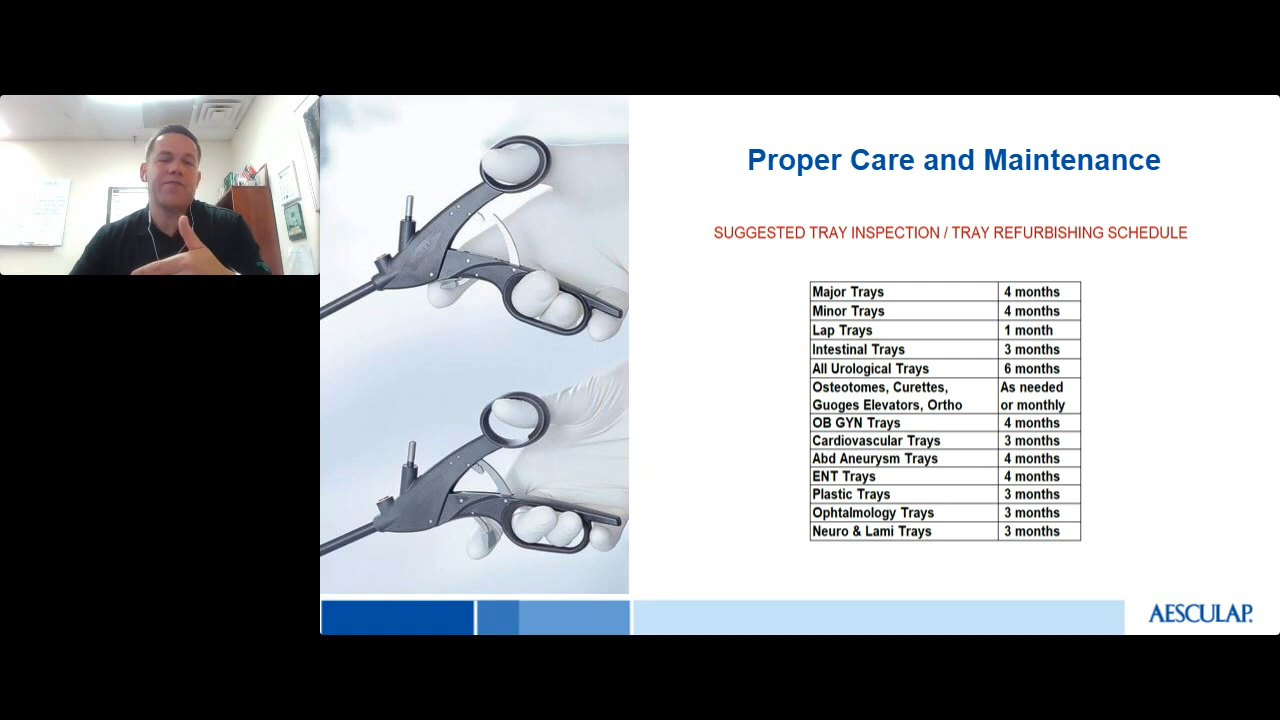 Proper Care and Maintenance
SUGGESTED TRAY INSPECTION / TRAY REFURBISHING SCHEDULE
Major Trays 4 months
Minor Trays 4 months
Lap Trays 1 month
Intestinal Trays 3 months
All Urological Trays 6 months
Osteotomes, Curettes, As needed
Guoges Elevators, Ortho or monthly
OB GYN Trays 4 months
Cardiovascular Trays 3 months
Abd Aneurysm Trays 4 months
ENT Trays 4 months
Plastic Trays 3 months
Ophtalmology Trays 3 months
Neuro & Lami Trays 3 months
AESCULAP.